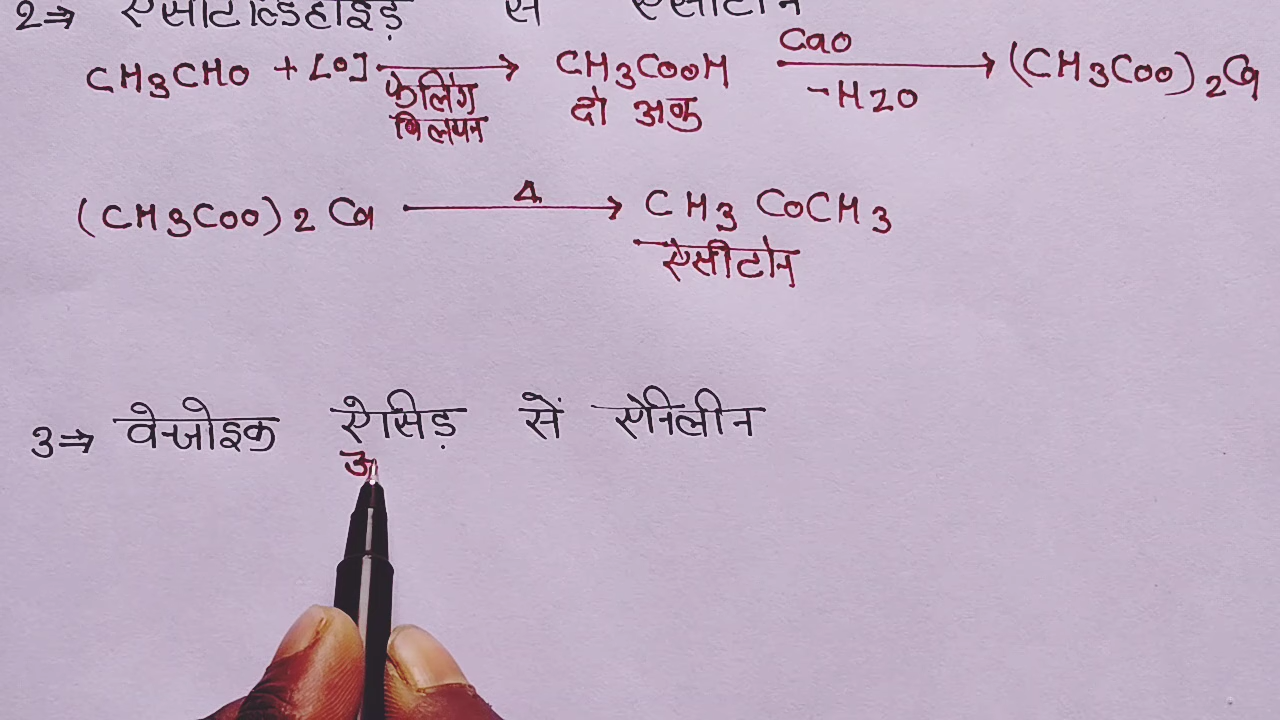 2⇒ ऐसीटैल्डिहाइड़ से ऐसीटोन
CH3CHO + [O] → CH3COOH CaO → (CH3COO)2Ca
फेलिंग दो अणु -H2O
विलयन
(CH3COO)2Ca Δ → CH3COCH3
ऐसीटोन
3⇒ वेन्जोइक ऐसिड़ सें ऐनिलीन